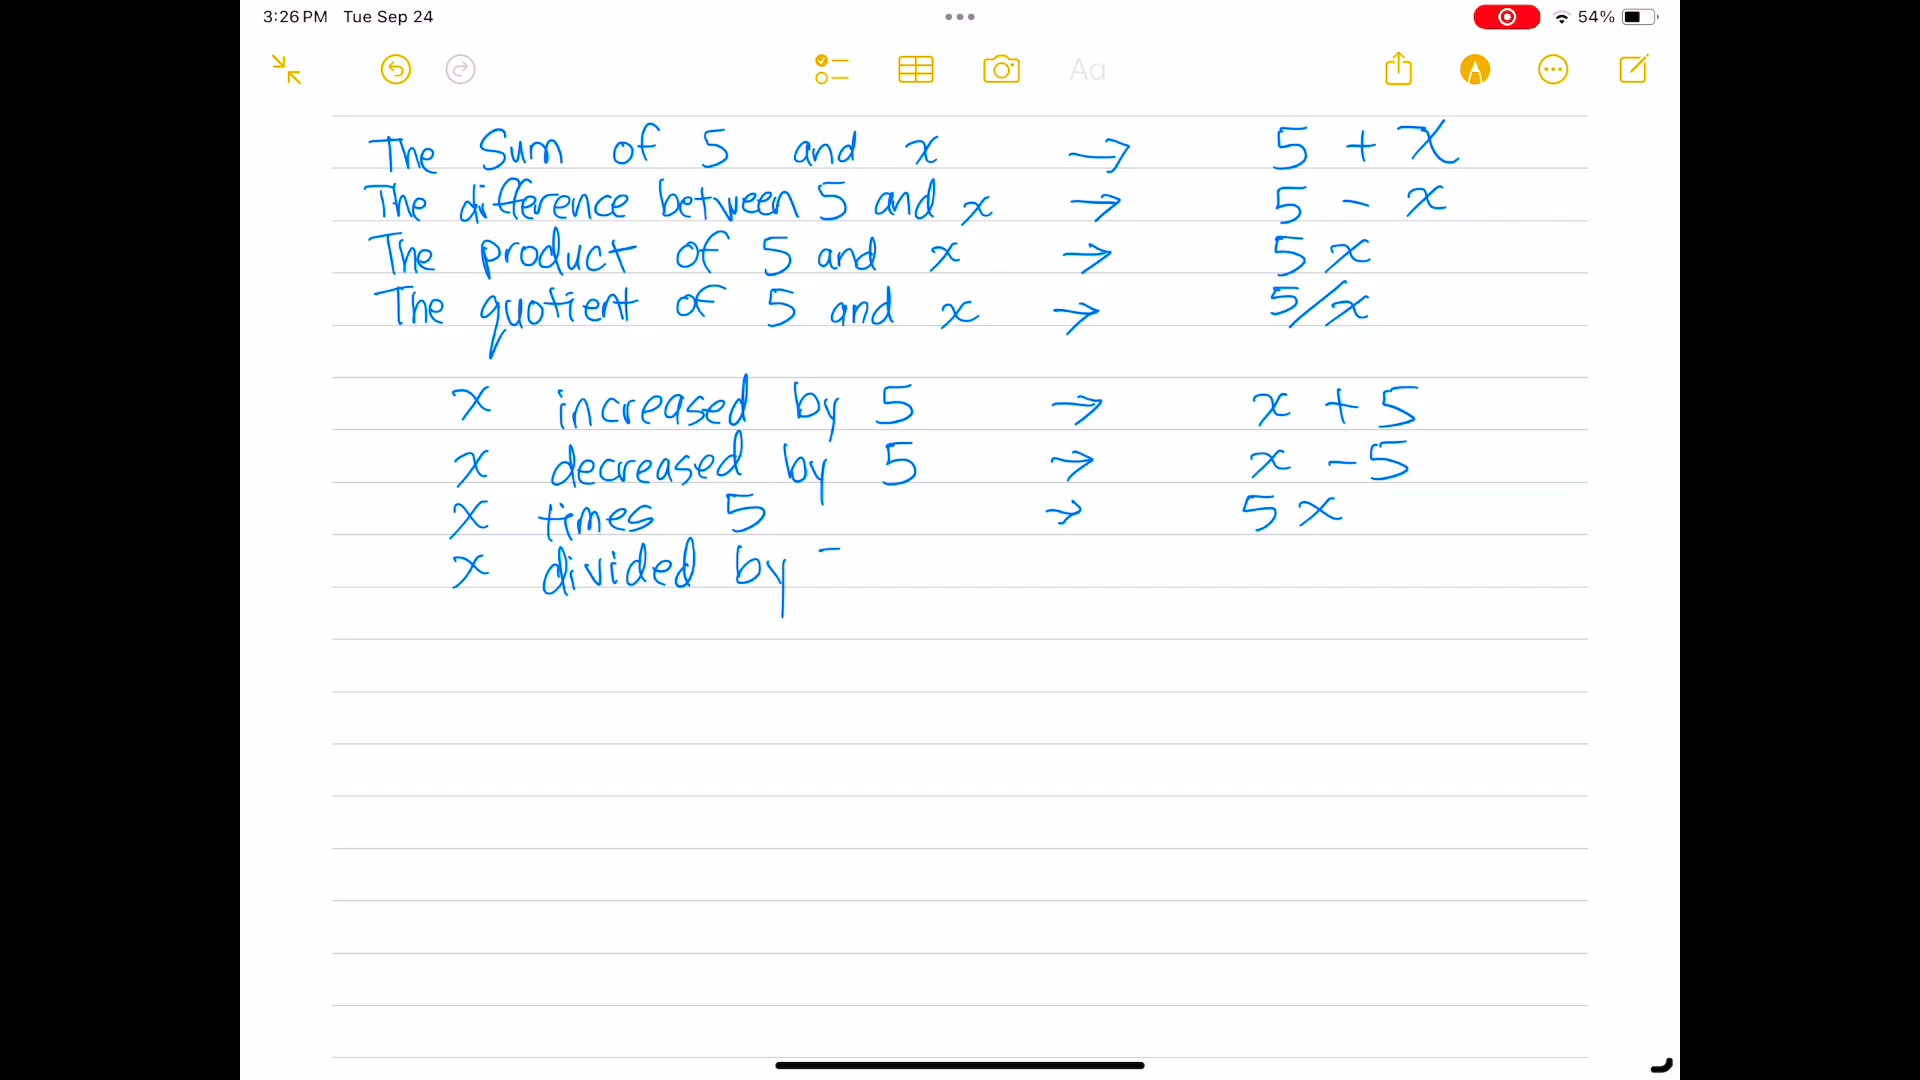 3:26 PM Tue Sep 24 54%
Aa
The Sum of 5 and x → 5 + x
The difference between 5 and x → 5 - x
The product of 5 and x → 5x
The quotient of 5 and x → 5/x
x increased by 5 → x + 5
x decreased by 5 → x - 5
x times 5 → 5x
x divided by